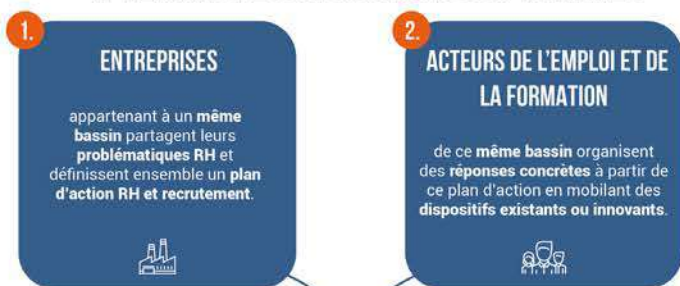 1.
ENTREPRISES
appartenant à un même
bassin partagent leurs
problématiques RH et
définissent ensemble un plan
d'action RH et recrutement.
2.
ACTEURS DE L'EMPLOI ET DE
LA FORMATION
de ce même bassin organisent
des réponses concrètes à partir de
ce plan d'action en mobilant des
dispositifs existants ou innovants.